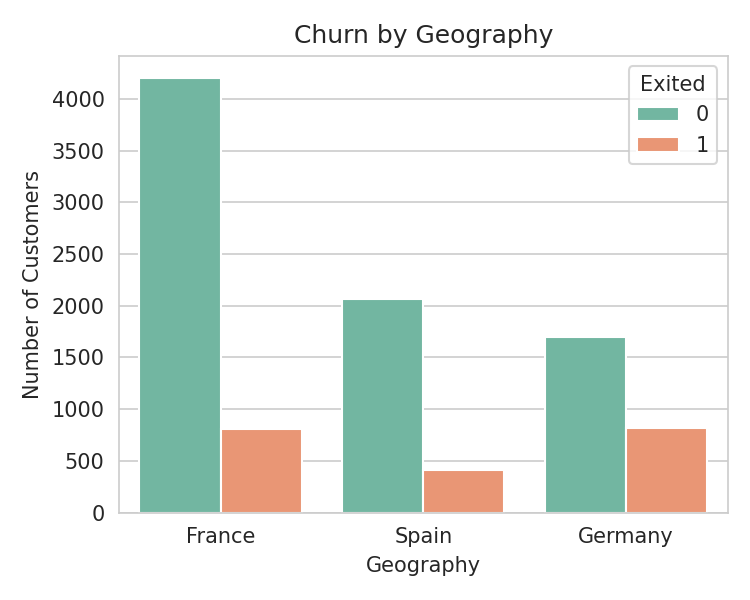 Churn by Geography
Exited
0
1
4000
3500
3000
2500
2000
1500
1000
500
0
Number of Customers
France
Spain
Germany
Geography